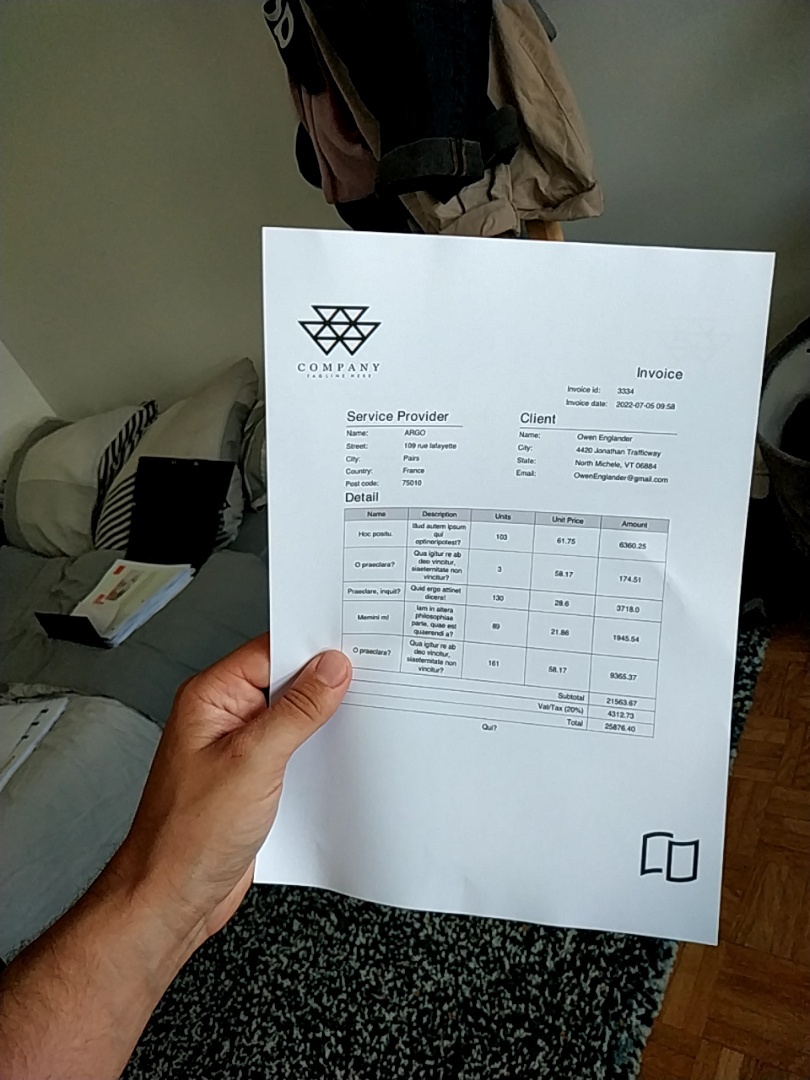 COMPANY
TAGLINE HERE
Invoice
Invoice id: 3334
Invoice date: 2022-07-05 09:58
Service Provider
Name: ARGO
Street: 109 rue lafayette
City: Pairs
Country: France
Post code: 75010
Client
Name: Owen Englander
City: 4420 Jonathan Trafficway
State: North Michele, VT 06884
Email: OwenEnglander@gmail.com
Detail
Name Description Units Unit Price Amount
Hoc positu. Illud autem ipsum qui optineripotest? 103 61.75 6360.25
O praeclara? Qua igitur re ab deo vincitur, siaeternitate non vincitur? 3 58.17 174.51
Praeclare, inquit? Quid ergo attinet dicere! 130 28.6 3718.0
Memini mi! Iam in altera philosophiae parte, quae est quaerendi a? 89 21.86 1945.54
O praeclara? Qua igitur re ab deo vincitur, siaeternitate non vincitur? 161 58.17 9365.37
Subtotal 21563.67
Vat/Tax (20%) 4312.73
Total 25876.40
Qui?